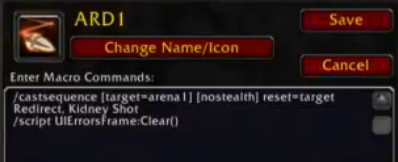 ARD1
Save
Change Name/Icon
Cancel
Enter Macro Commands:
/castsequence [target=arena1] [nostealth] reset=target
Redirect, Kidney Shot
/script UIErrorsFrame:Clear()